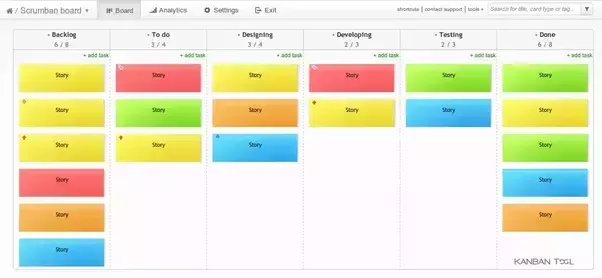 / Scrumban board Board Analytics Settings Exit shortcuts | contact support | tools Search for title, card type or tag...
- Backlog - To do - Designing - Developing - Testing - Done
6 / 8 3 / 4 3 / 4 2 / 3 2 / 3 6 / 8
+ add task + add task + add task + add task + add task + add task
Story Story Story Story Story Story
Story Story Story Story Story Story
Story Story Story Story
Story Story
Story Story
Story
KANBAN TOOL